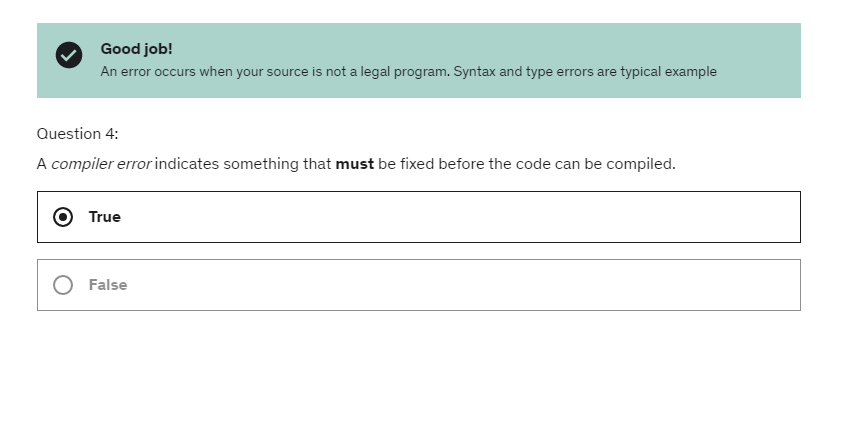 Good job!
An error occurs when your source is not a legal program. Syntax and type errors are typical example
Question 4:
A compiler error indicates something that must be fixed before the code can be compiled.
True
False